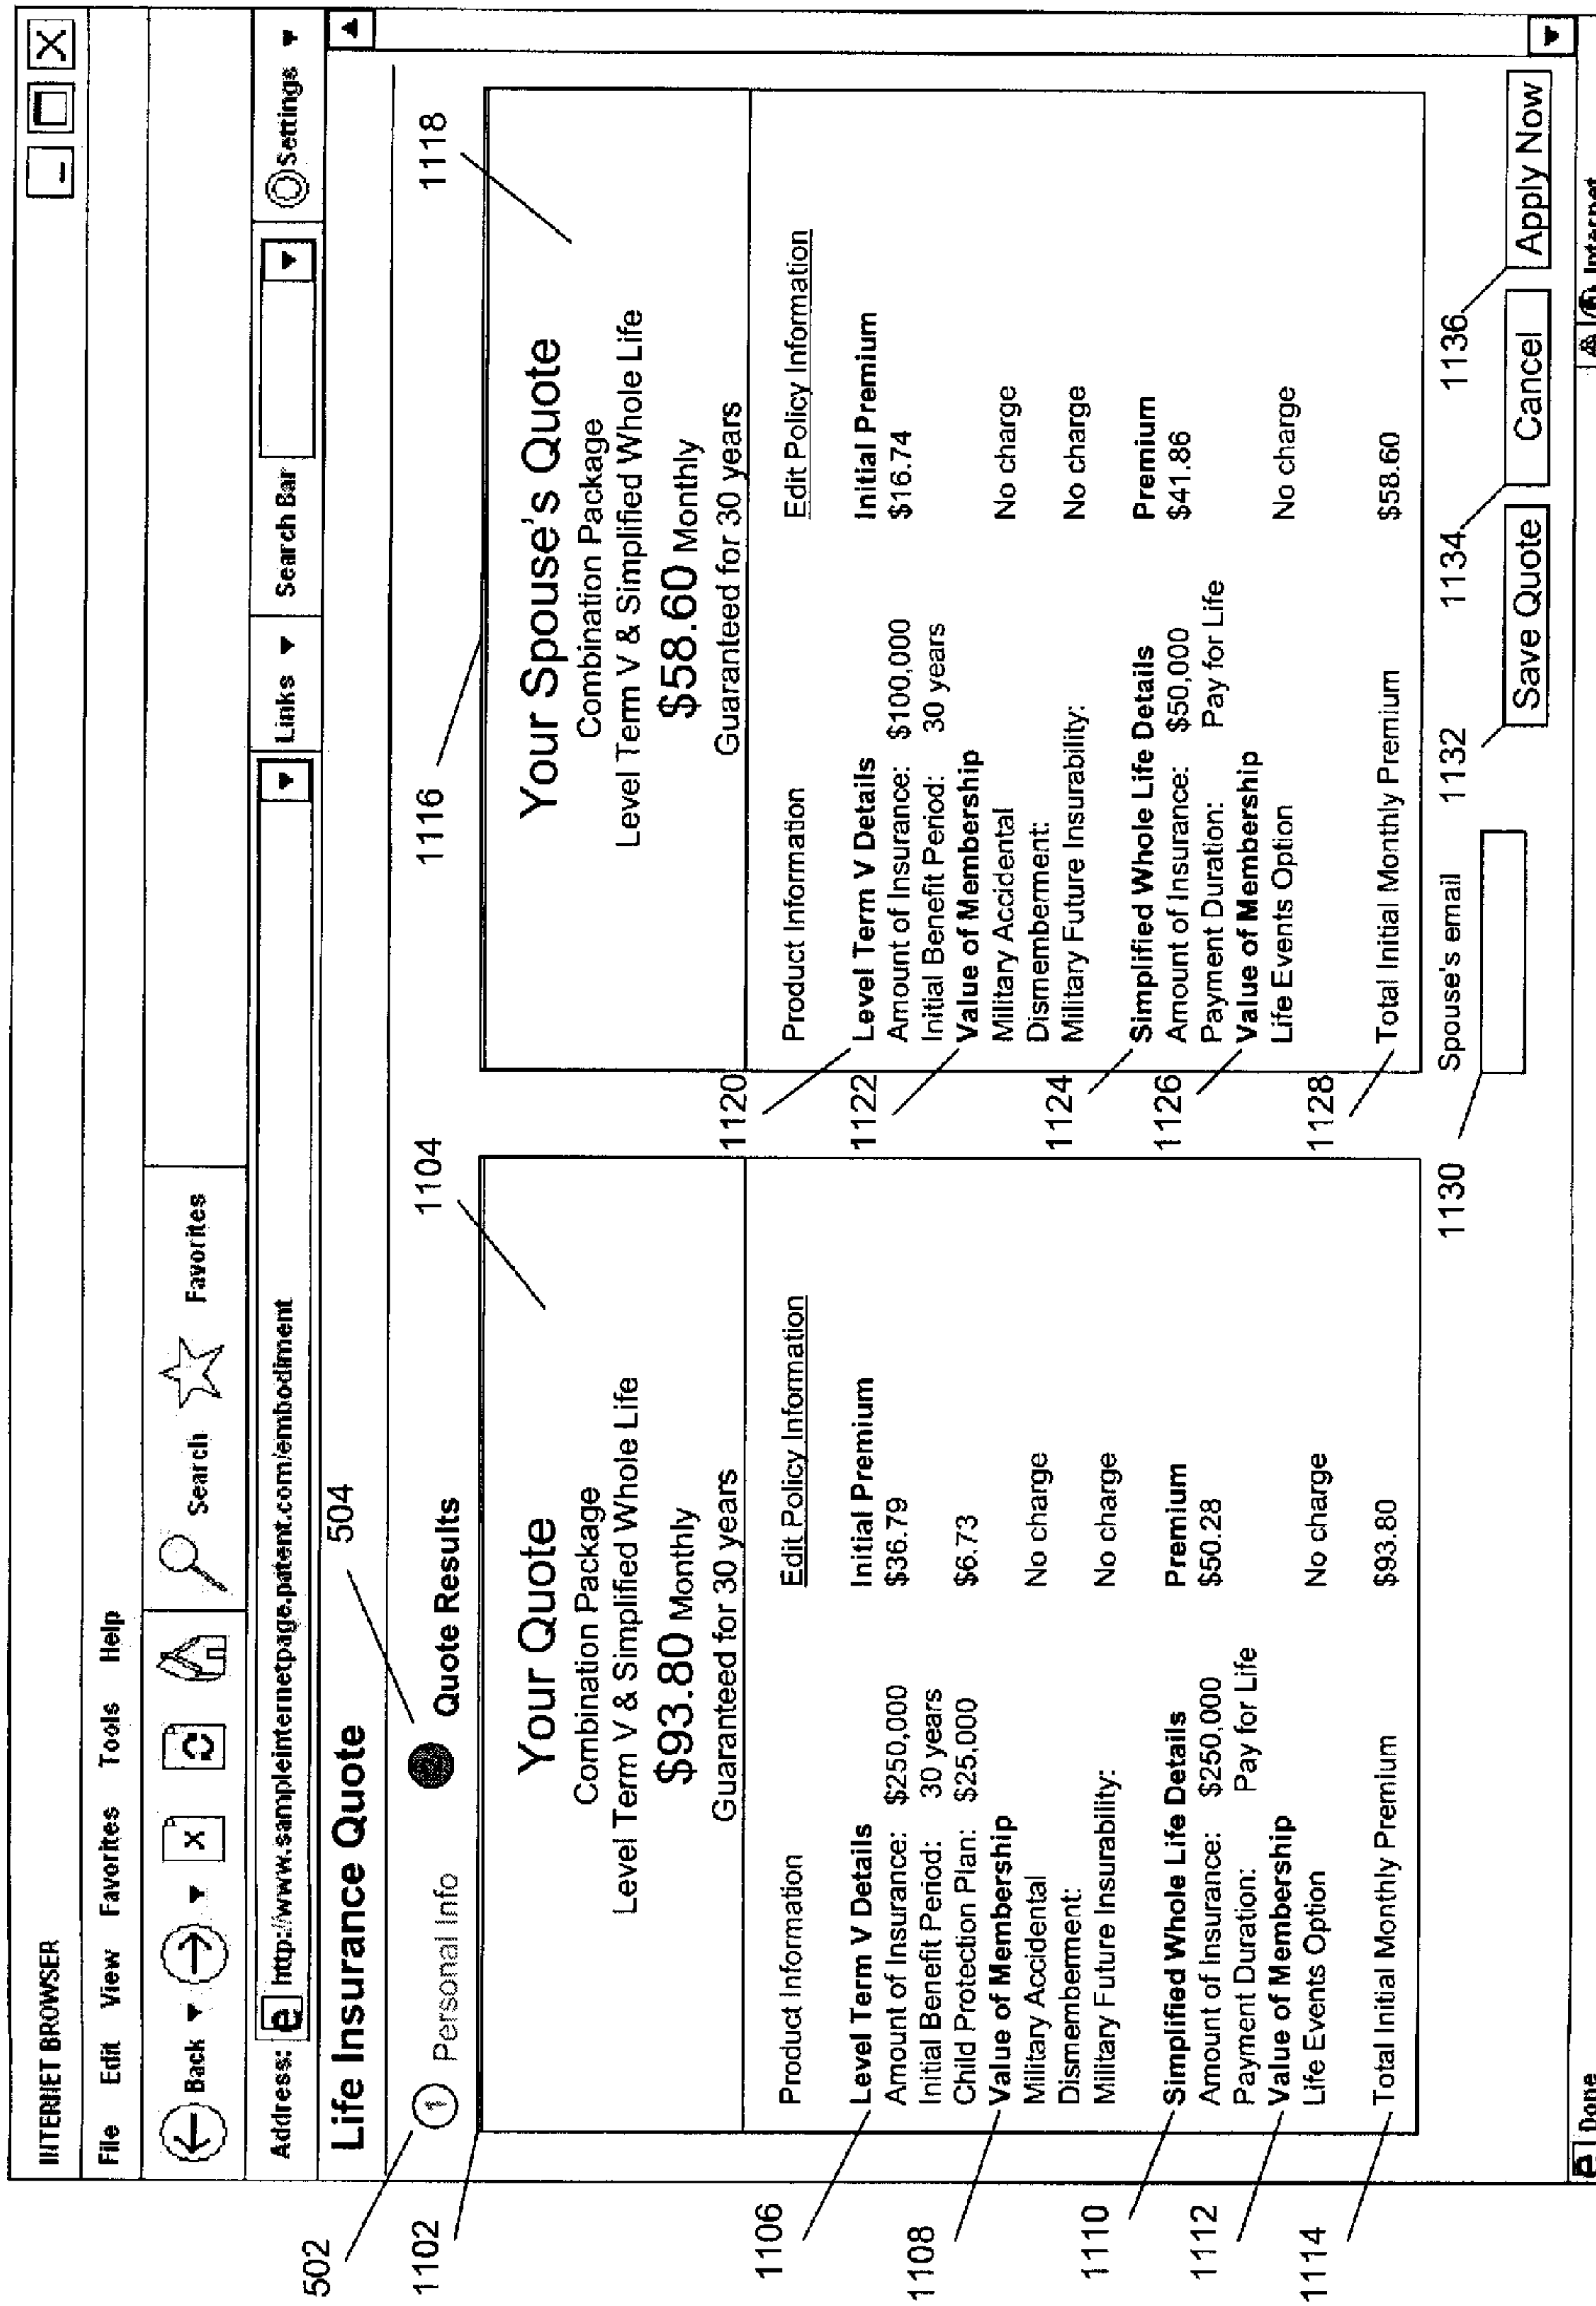 INTERNET BROWSER
File Edit View Favorites Tools Help
Back Search Favorites
Address: e http://www.sampleinternetpage.patent.com/embodiment Links Search Bar Settings
Life Insurance Quote
504
502
1 Personal Info Quote Results
1102
1104
Your Quote
Combination Package
Level Term V & Simplified Whole Life
$93.80 Monthly
Guaranteed for 30 years
Product Information Edit Policy Information
1106
Level Term V Details Initial Premium
Amount of Insurance: $250,000 $36.79
Initial Benefit Period: 30 years
Child Protection Plan: $25,000 $6.73
1108
Value of Membership
Military Accidental No charge
Dismemberment:
Military Future Insurability: No charge
1110
Simplified Whole Life Details Premium
Amount of Insurance: $250,000 $50.28
Payment Duration: Pay for Life
1112
Value of Membership
Life Events Option No charge
1114
Total Initial Monthly Premium $93.80
1116
1118
Your Spouse's Quote
Combination Package
Level Term V & Simplified Whole Life
$58.60 Monthly
Guaranteed for 30 years
Product Information Edit Policy Information
1120
Level Term V Details Initial Premium
Amount of Insurance: $100,000 $16.74
Initial Benefit Period: 30 years
1122
Value of Membership
Military Accidental No charge
Dismemberment:
Military Future Insurability: No charge
1124
Simplified Whole Life Details Premium
Amount of Insurance: $50,000 $41.86
Payment Duration: Pay for Life
1126
Value of Membership
Life Events Option No charge
1128
Total Initial Monthly Premium $58.60
1130
Spouse's email
1132 1134 1136
Save Quote Cancel Apply Now
e Done Internet